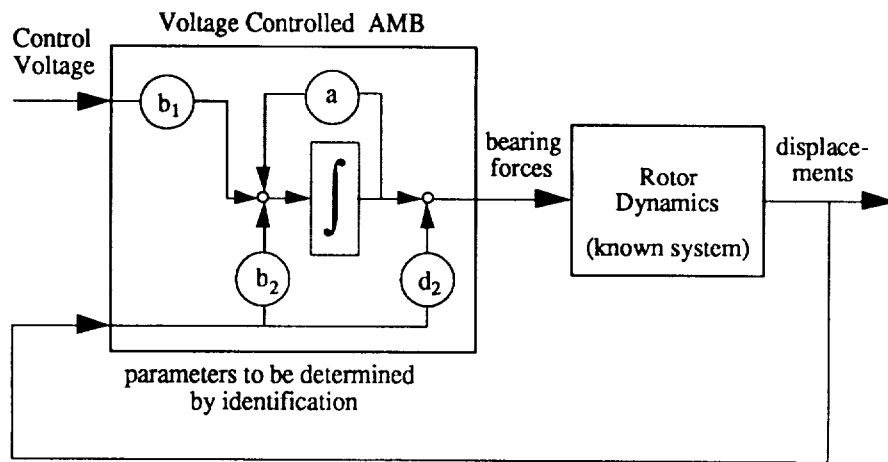 Voltage Controlled AMB
Control
Voltage
b1
a
bearing
forces
displace-
ments
Rotor
Dynamics
(known system)
∫
b2
d2
parameters to be determined
by identification